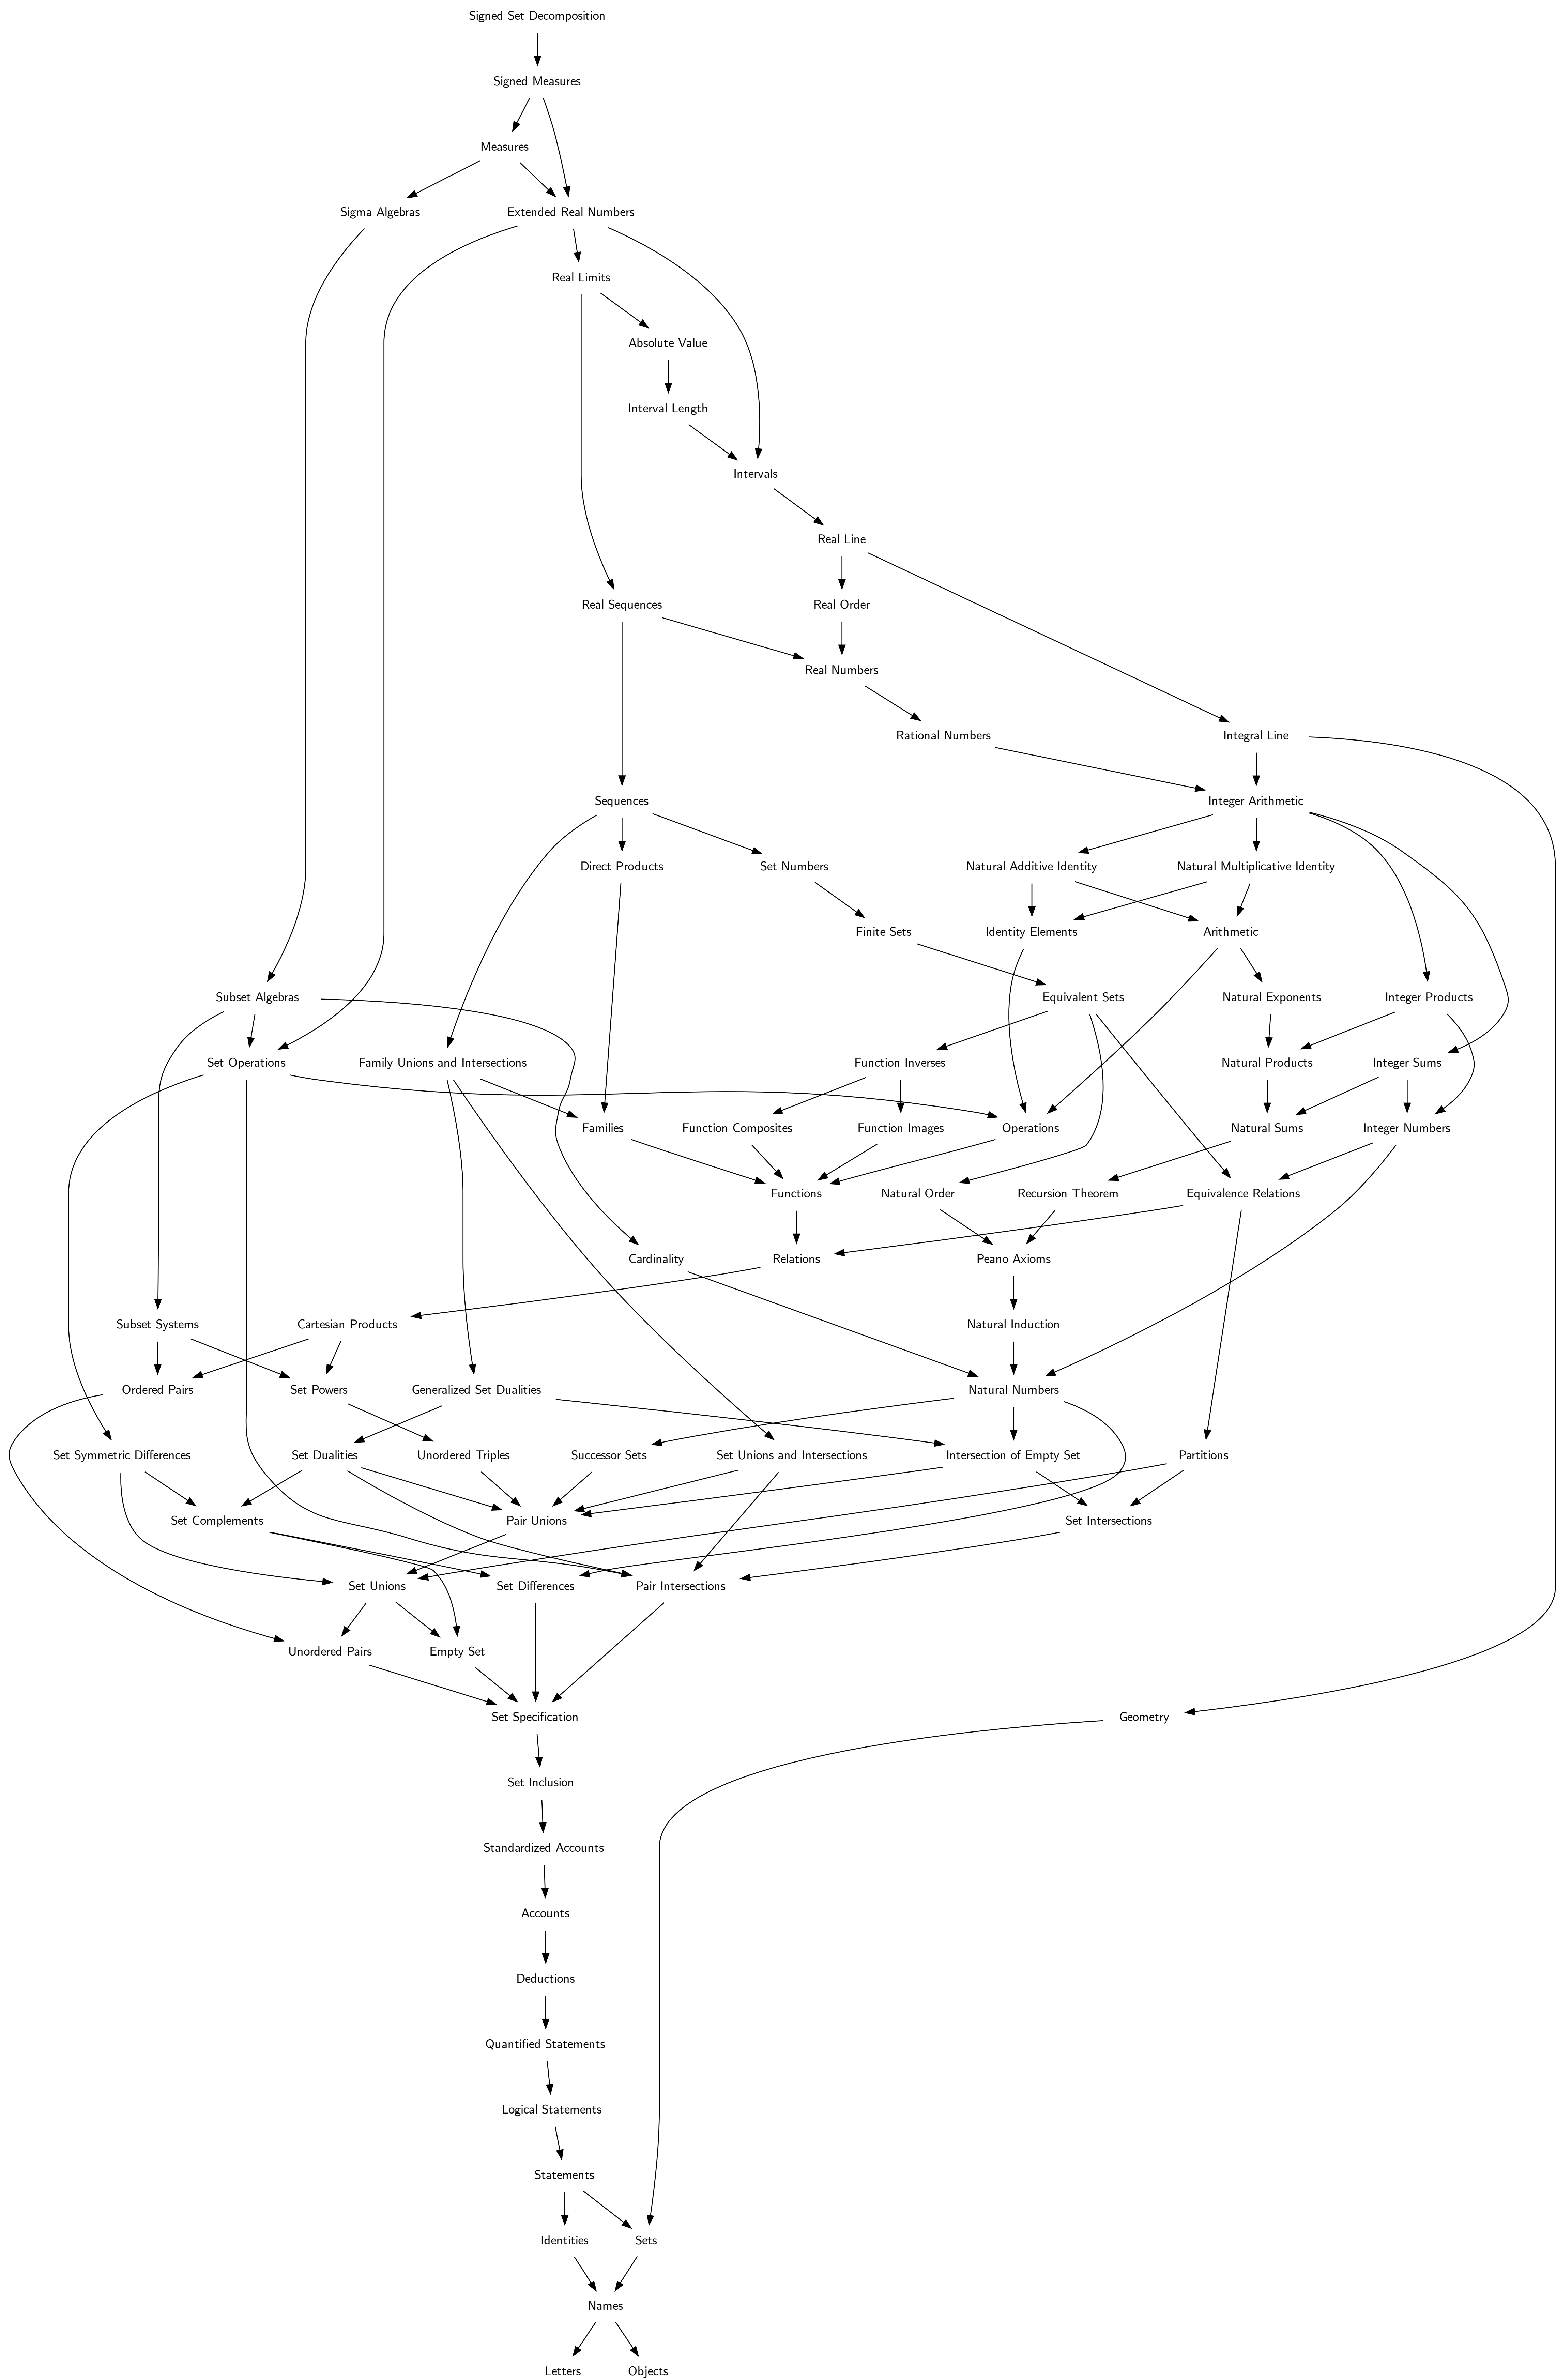 Signed Set Decomposition
Signed Measures
Measures
Sigma Algebras
Extended Real Numbers
Real Limits
Absolute Value
Interval Length
Intervals
Real Line
Real Sequences
Real Order
Real Numbers
Rational Numbers
Integral Line
Sequences
Integer Arithmetic
Direct Products
Set Numbers
Natural Additive Identity
Natural Multiplicative Identity
Finite Sets
Identity Elements
Arithmetic
Subset Algebras
Equivalent Sets
Natural Exponents
Integer Products
Set Operations
Family Unions and Intersections
Function Inverses
Natural Products
Integer Sums
Families
Function Composites
Function Images
Operations
Natural Sums
Integer Numbers
Functions
Natural Order
Recursion Theorem
Equivalence Relations
Cardinality
Relations
Peano Axioms
Subset Systems
Cartesian Products
Natural Induction
Ordered Pairs
Set Powers
Generalized Set Dualities
Natural Numbers
Set Symmetric Differences
Set Dualities
Unordered Triples
Successor Sets
Set Unions and Intersections
Intersection of Empty Set
Partitions
Set Complements
Pair Unions
Set Intersections
Set Unions
Set Differences
Pair Intersections
Unordered Pairs
Empty Set
Set Specification
Geometry
Set Inclusion
Standardized Accounts
Accounts
Deductions
Quantified Statements
Logical Statements
Statements
Identities
Sets
Names
Letters
Objects